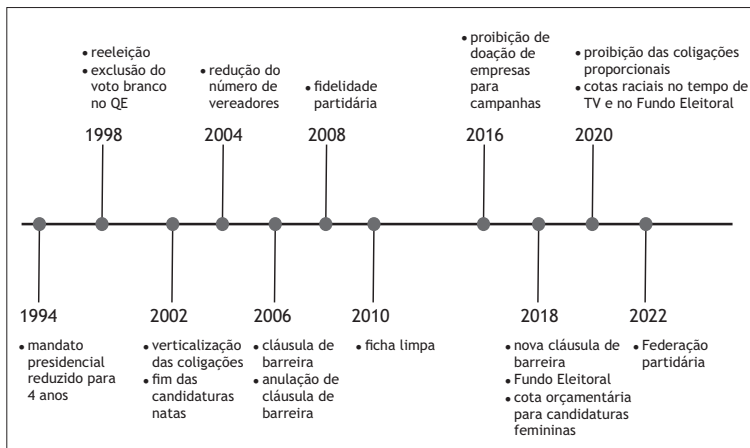 • reeleição
• exclusão do
voto branco
no QE
1998
• redução do
número de
vereadores
2004
• fidelidade
partidária
2008
• proibição de
doação de
empresas
para
campanhas
2016
• proibição das coligações
proporcionais
• cotas raciais no tempo de
TV e no Fundo Eleitoral
2020
1994
• mandato
presidencial
reduzido para
4 anos
2002
• verticalização
das coligações
• fim das
candidaturas
natas
2006
• cláusula de
barreira
• anulação de
cláusula de
barreira
2010
• ficha limpa
2018
• nova cláusula de
barreira
• Fundo Eleitoral
• cota orçamentária
para candidaturas
femininas
2022
• Federação
partidária